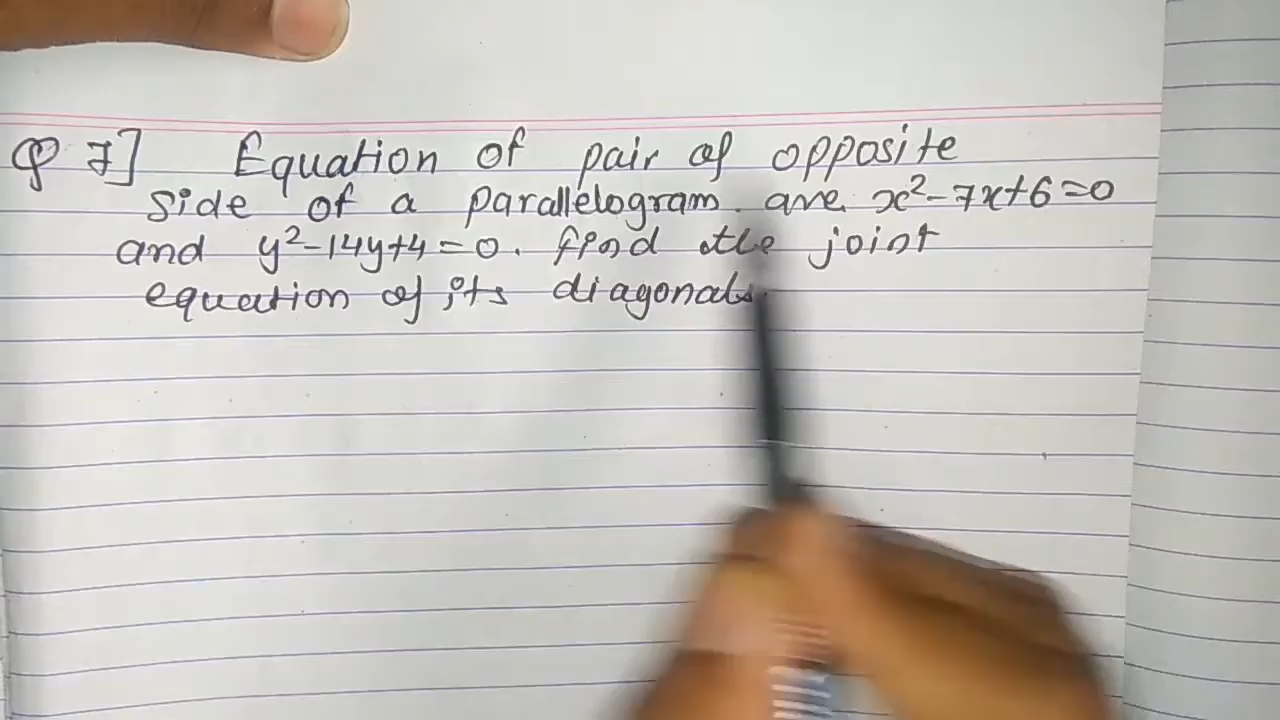 Q 7] Equation of pair of opposite
side of a parallelogram. are x²-7x+6=0
and y²-14y+4=0. find the joint
equation of its diagonals.